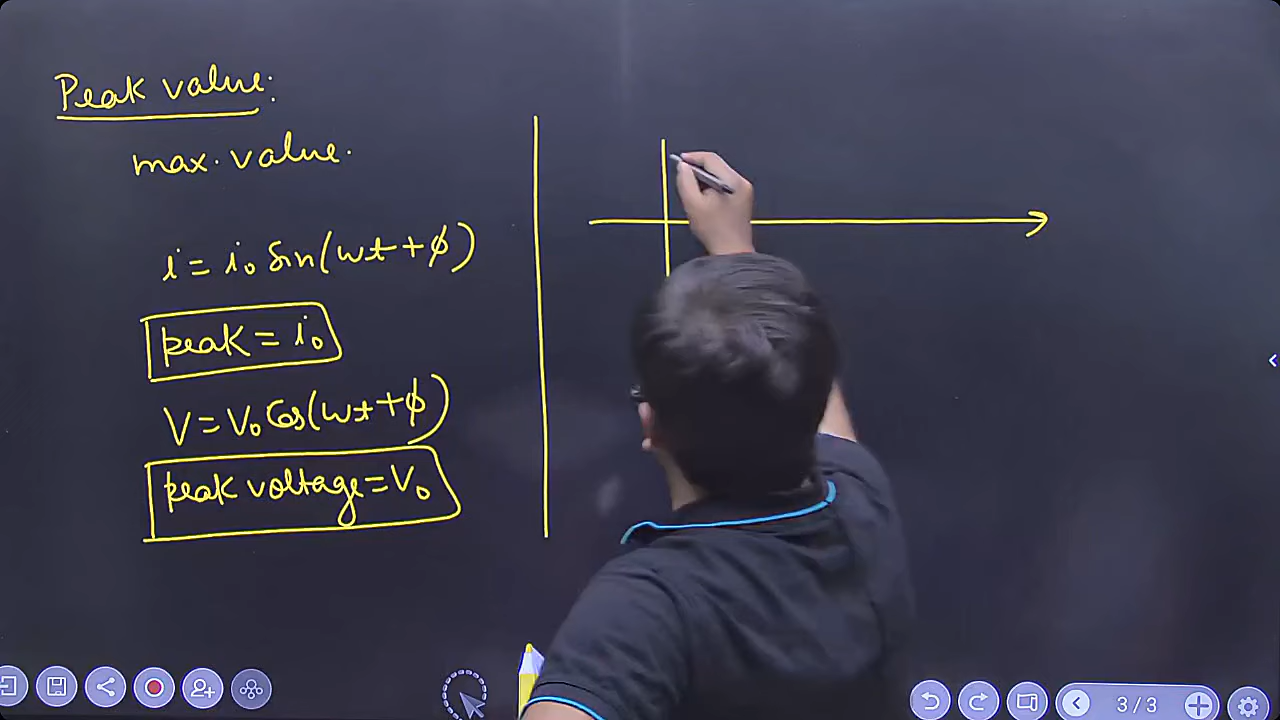 Peak value:
max. value.
i = i₀ sin(wt+ϕ)
peak = i₀
V = V₀ Cos(wt+ϕ)
peak voltage = V₀
3/3